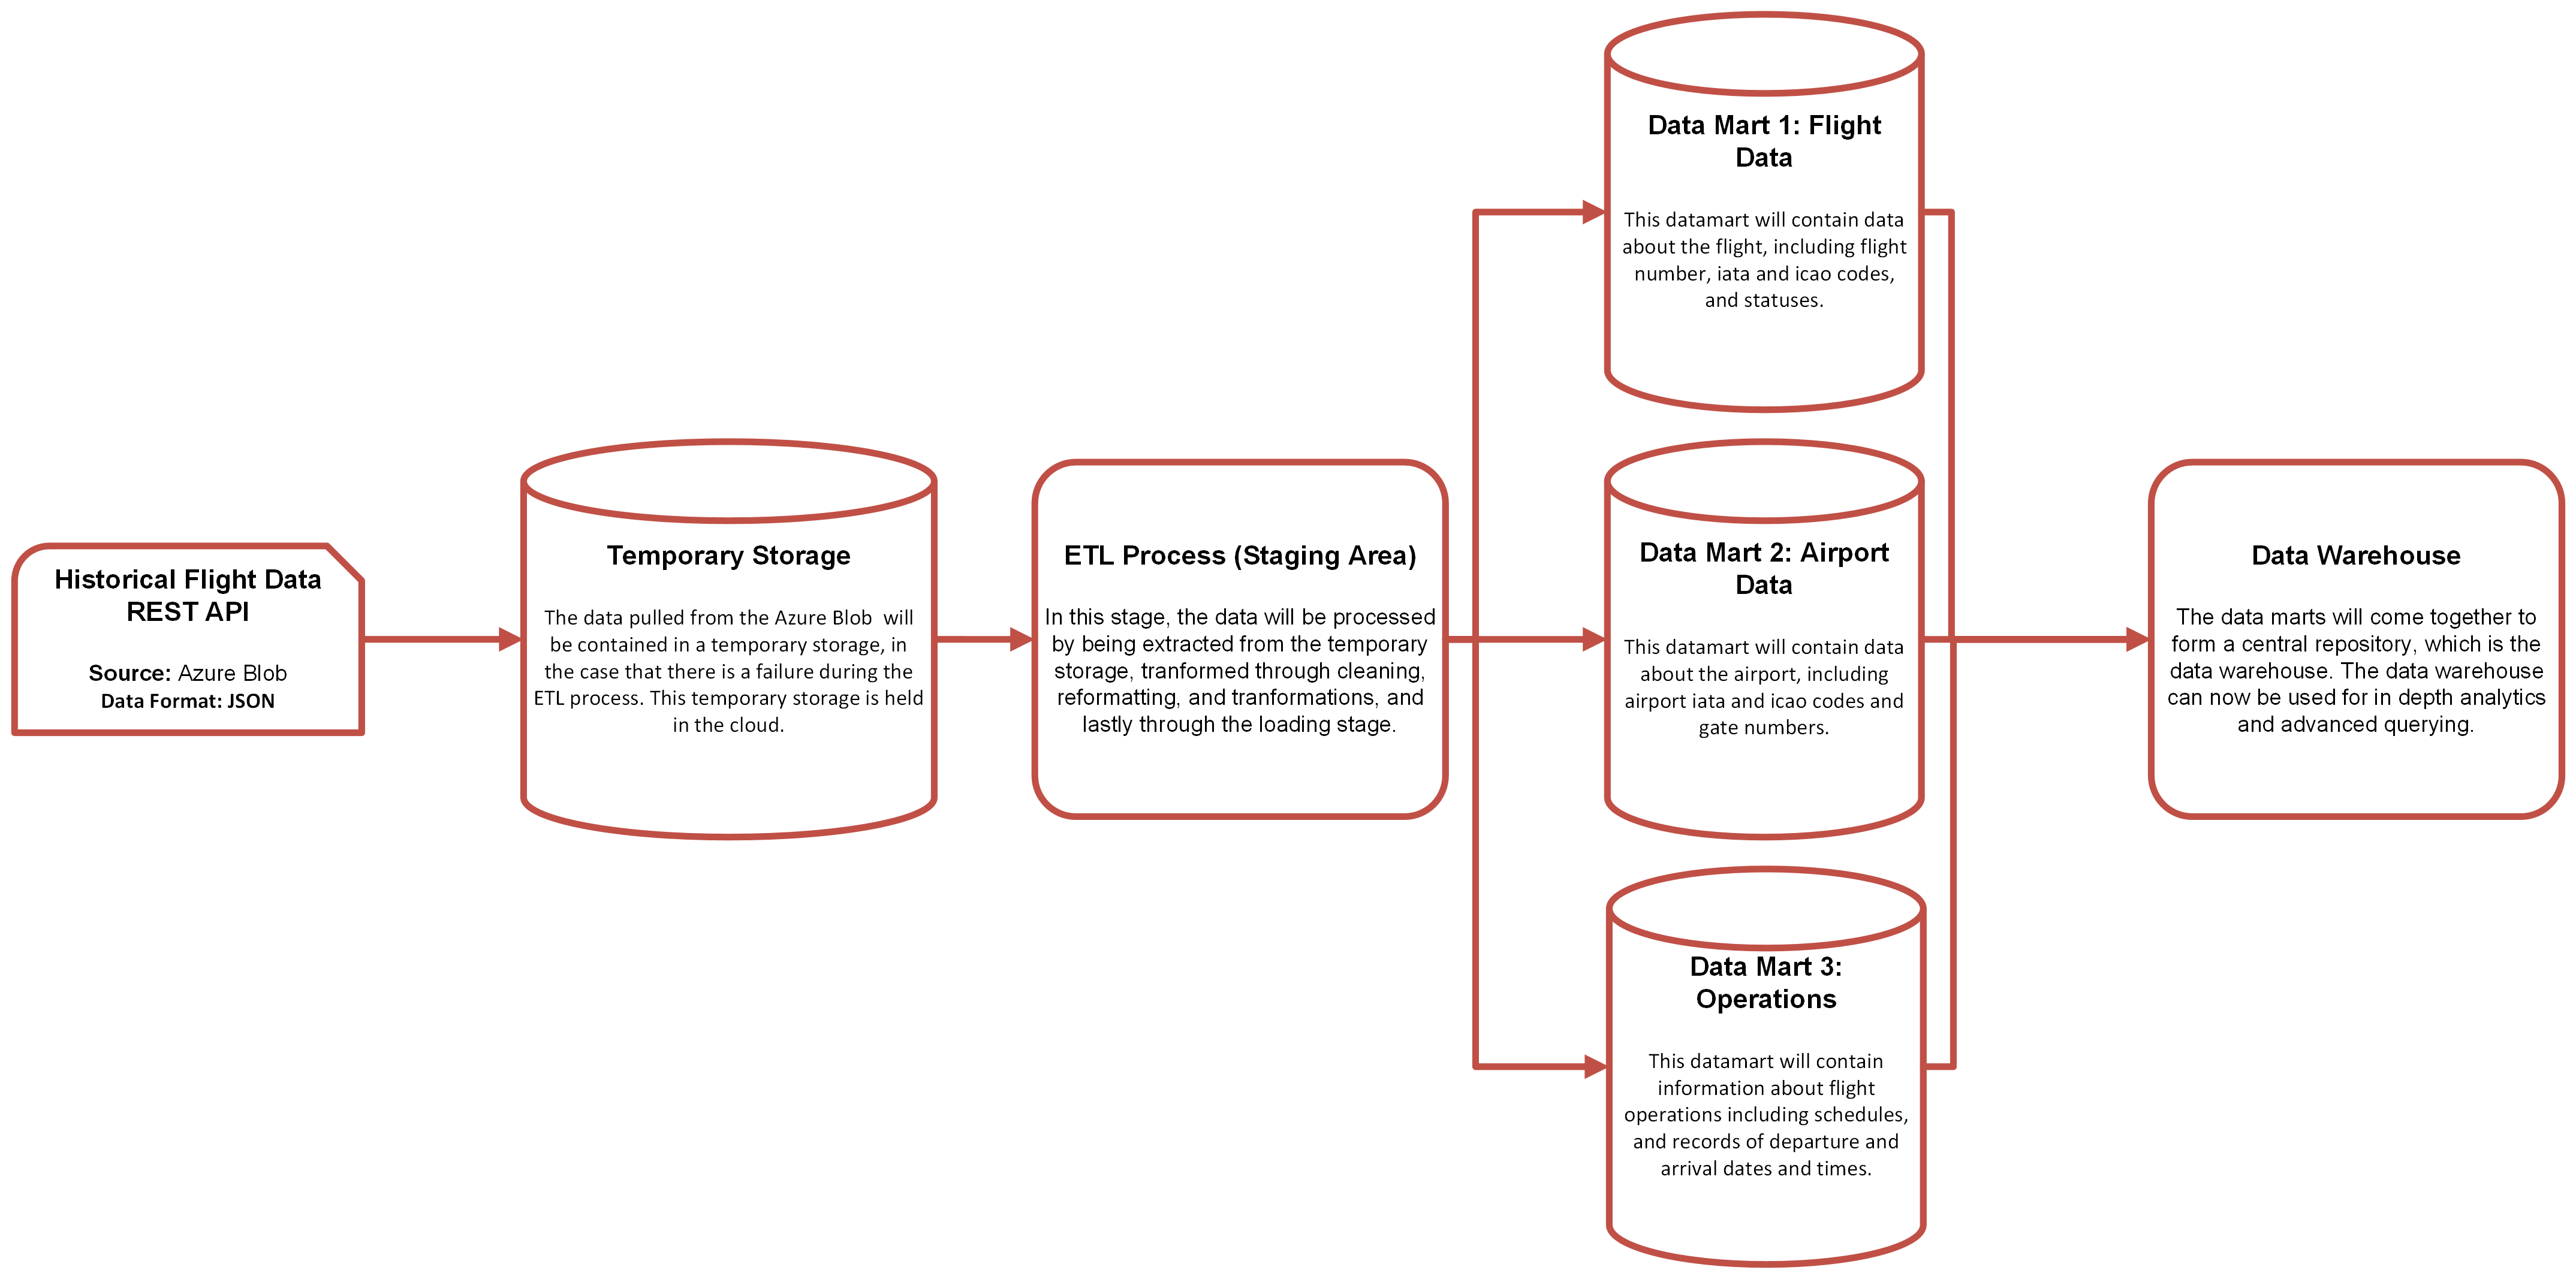 Historical Flight Data
REST API
Source: Azure Blob
Data Format: JSON
Temporary Storage
The data pulled from the Azure Blob  will
be contained in a temporary storage, in
the case that there is a failure during the
ETL process. This temporary storage is held
in the cloud.
ETL Process (Staging Area)
In this stage, the data will be processed
by being extracted from the temporary
storage, tranformed through cleaning,
reformatting, and tranformations, and
lastly through the loading stage.
Data Mart 1: Flight
Data
This datamart will contain data
about the flight, including flight
number, iata and icao codes,
and statuses.
Data Mart 2: Airport
Data
This datamart will contain data
about the airport, including
airport iata and icao codes and
gate numbers.
Data Mart 3:
Operations
This datamart will contain
information about flight
operations including schedules,
and records of departure and
arrival dates and times.
Data Warehouse
The data marts will come together to
form a central repository, which is the
data warehouse. The data warehouse
can now be used for in depth analytics
and advanced querying.